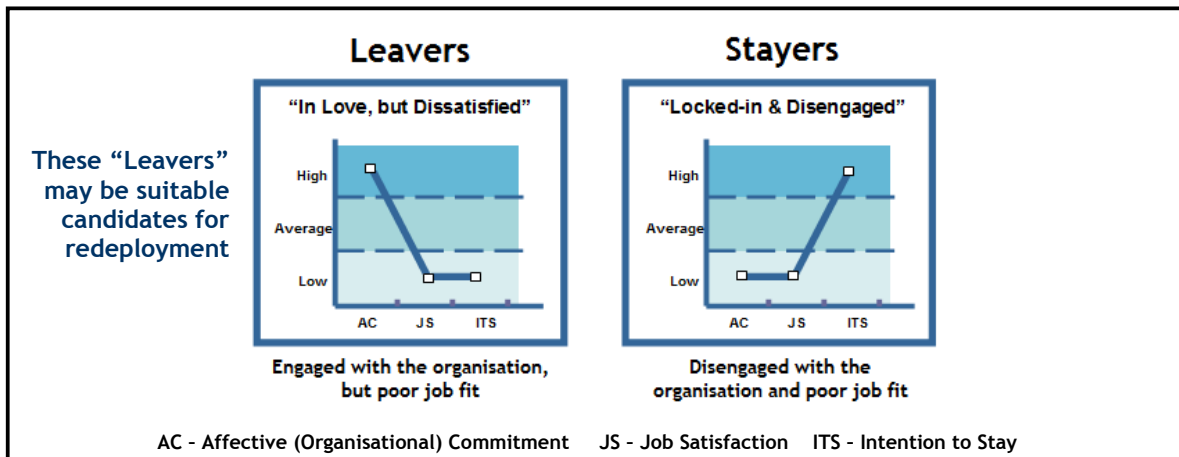 Leavers
Stayers
These “Leavers”
may be suitable
candidates for
redeployment
“In Love, but Dissatisfied”
High
Average
Low
AC JS ITS
Engaged with the organisation,
but poor job fit
“Locked-in & Disengaged”
High
Average
Low
AC JS ITS
Disengaged with the
organisation and poor job fit
AC – Affective (Organisational) Commitment JS – Job Satisfaction ITS – Intention to Stay